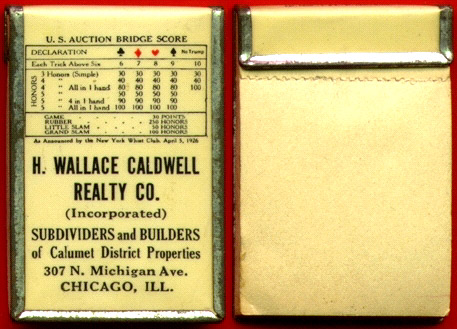 U. S. AUCTION BRIDGE SCORE
DECLARATION ♠ ♦ ♥ ♠ No Trump
Each Trick Above Six 6 7 8 9 10
HONORS
3 Honors (Simple) 30 30 30 30 30
4 " " 40 40 40 40 40
4 " All in 1 hand 80 80 80 80 100
5 " " 50 50 50 50
5 " 4 in 1 hand 90 90 90 90
5 " All in 1 hand 100 100 100 100
GAME 30 POINTS
RUBBER 250 HONORS
LITTLE SLAM 50 HONORS
GRAND SLAM 100 HONORS
As Announced by the New York Whist Club. April 5, 1926
H. WALLACE CALDWELL
REALTY CO.
(Incorporated)
SUBDIVIDERS and BUILDERS
of Calumet District Properties
307 N. Michigan Ave.
CHICAGO, ILL.